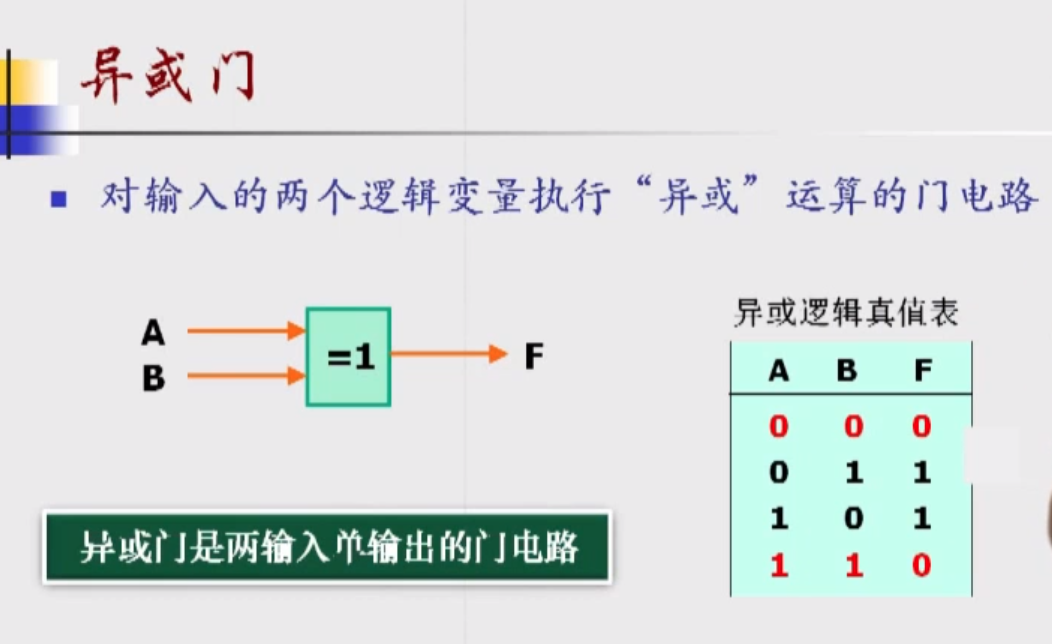 异或门
对输入的两个逻辑变量执行“异或”运算的门电路
A
B
=1
F
异或逻辑真值表
A B F
0 0 0
0 1 1
1 0 1
1 1 0
异或门是两输入单输出的门电路